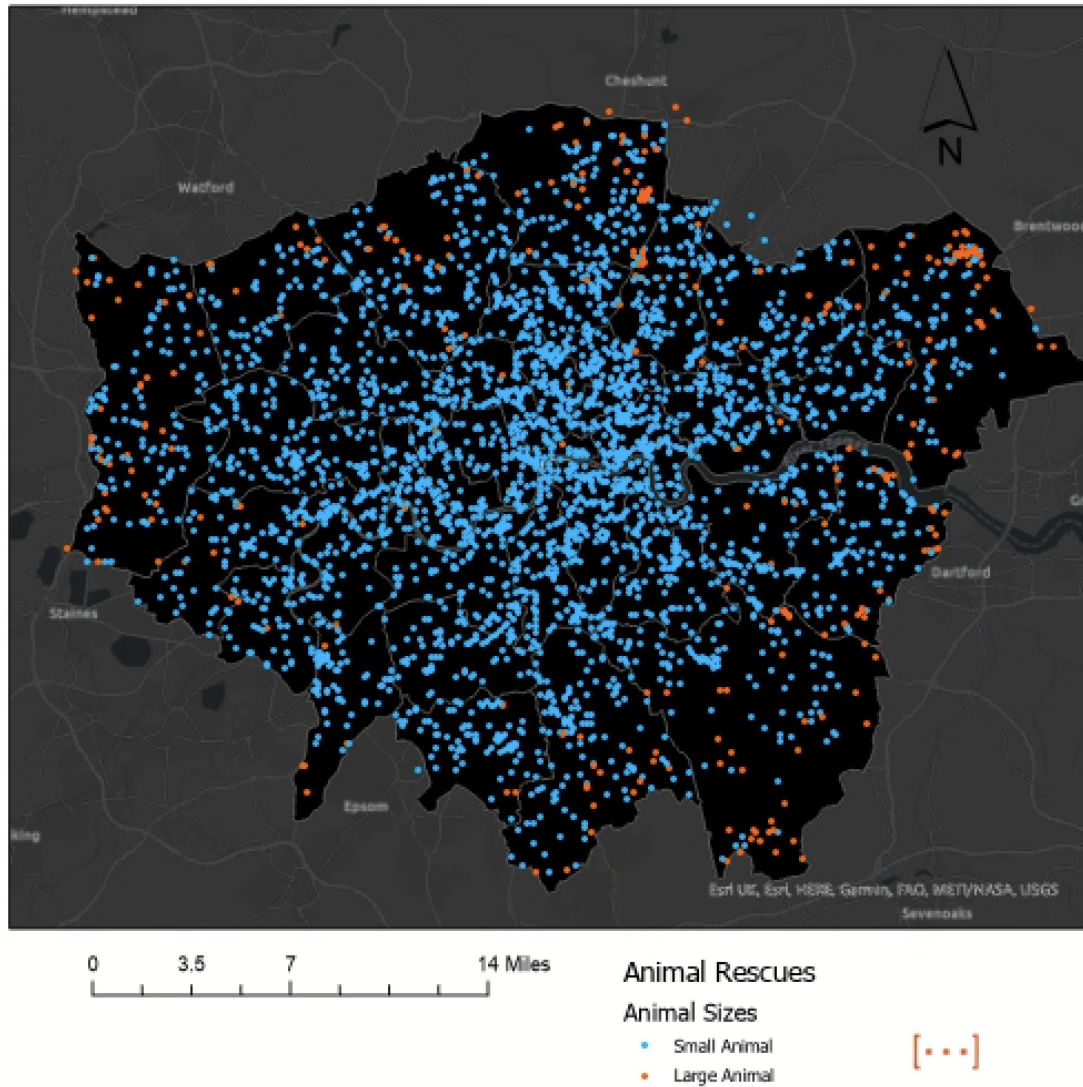 Hempstead
Cheshunt
N
Watford
Brentwoo
Dartford
Staines
Epsom
king
Esri UK, Esri, HERE, Garmin, FAO, METI/NASA, USGS
Sevenoaks
0 3.5 7 14 Miles
Animal Rescues
Animal Sizes
Small Animal
[...]
Large Animal